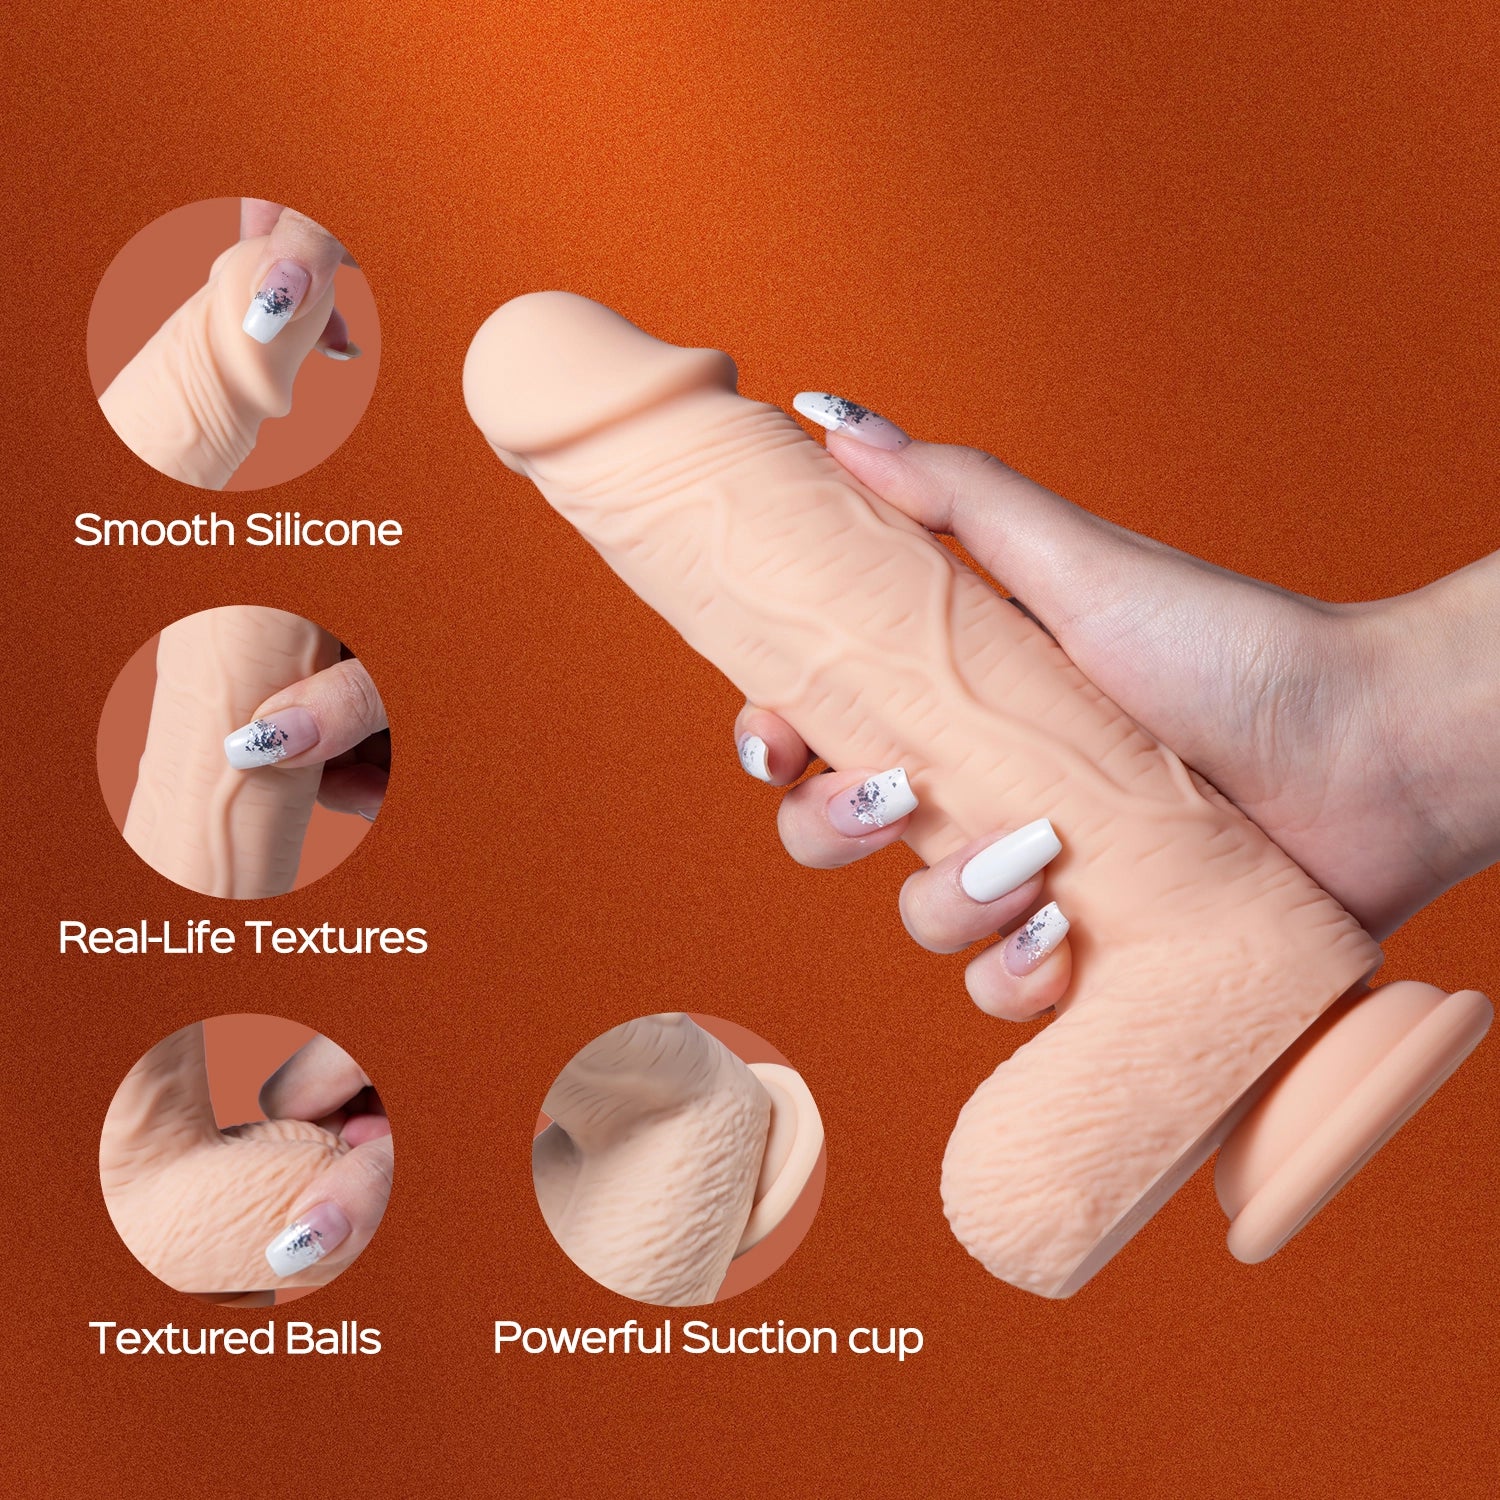 Smooth Silicone
Real-Life Textures
Textured Balls
Powerful Suction cup